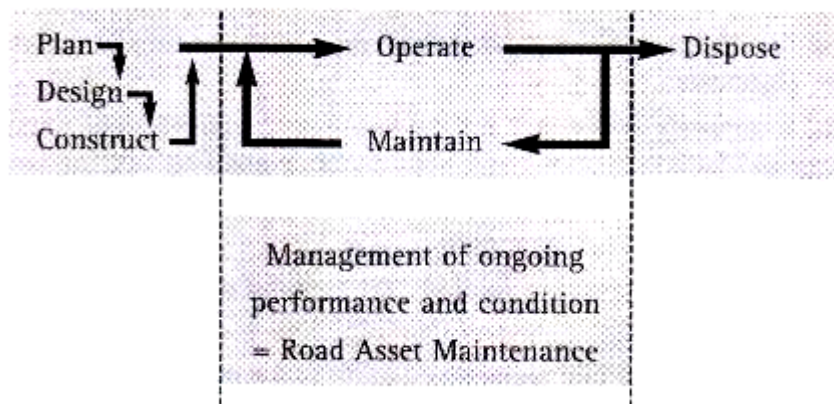 Plan
Design
Construct
Operate
Maintain
Dispose
Management of ongoing
performance and condition
= Road Asset Maintenance